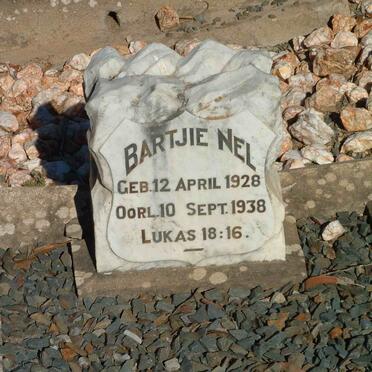 BARTJIE NEL
GEB. 12 APRIL 1928
OORL. 10 SEPT. 1938
LUKAS 18:16.